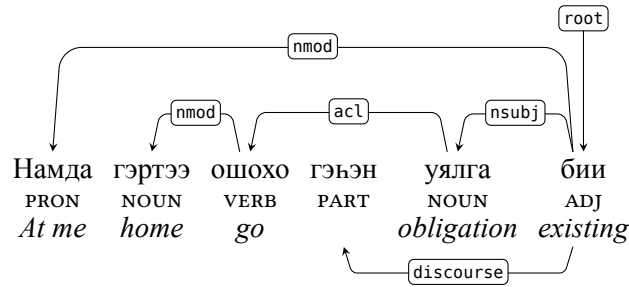 root
nmod
nmod acl nsubj
Намда гэртээ ошохо гэһэн уялга бии
PRON NOUN VERB PART NOUN ADJ
At me home go obligation existing
discourse